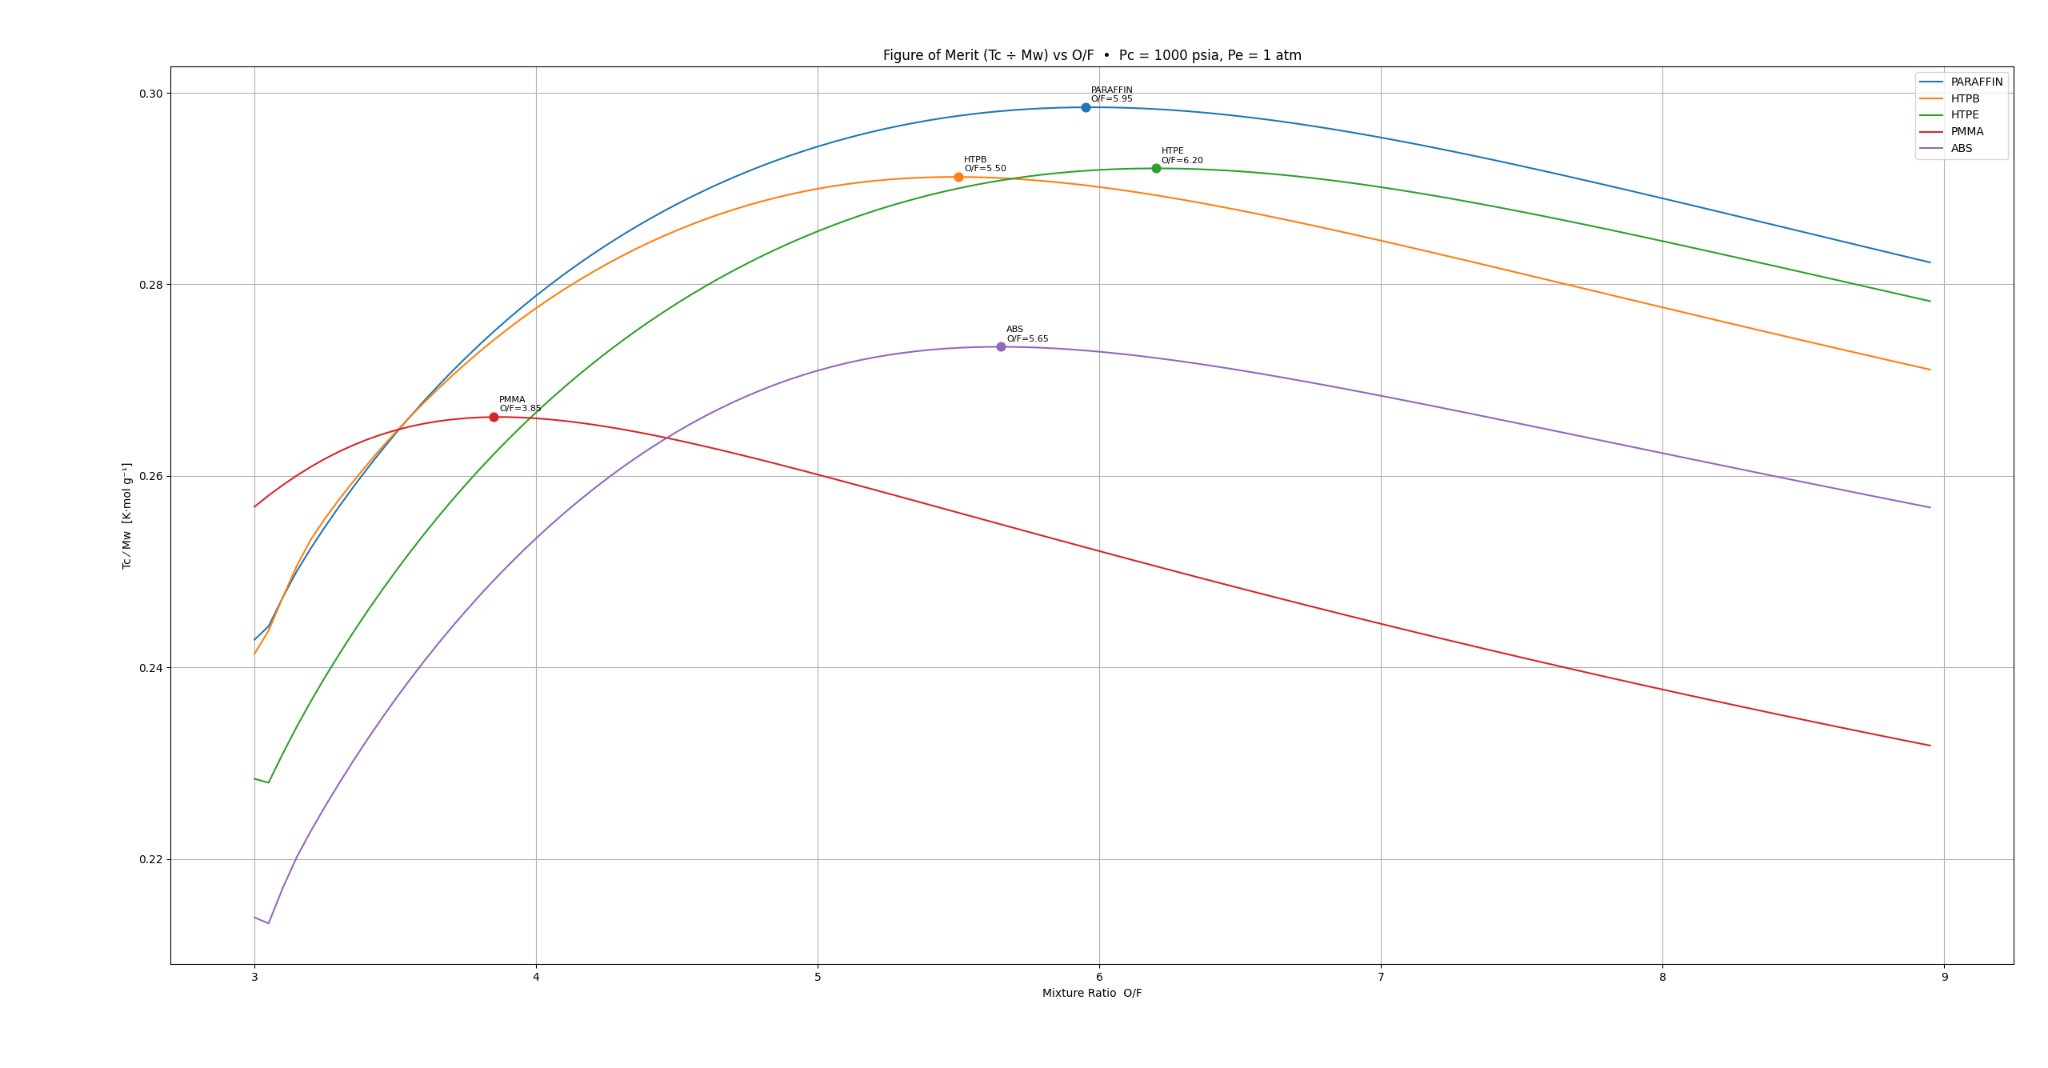 Figure of Merit (Tc ÷ Mw) vs O/F • Pc = 1000 psia, Pe = 1 atm
PARAFFIN
HTPB
HTPE
PMMA
ABS
PARAFFIN
O/F=5.95
HTPB
O/F=5.50
HTPE
O/F=6.20
ABS
O/F=5.65
PMMA
O/F=3.85
Tc ∕ Mw [K·mol g⁻¹]
0.30
0.28
0.26
0.24
0.22
3 4 5 6 7 8 9
Mixture Ratio O/F